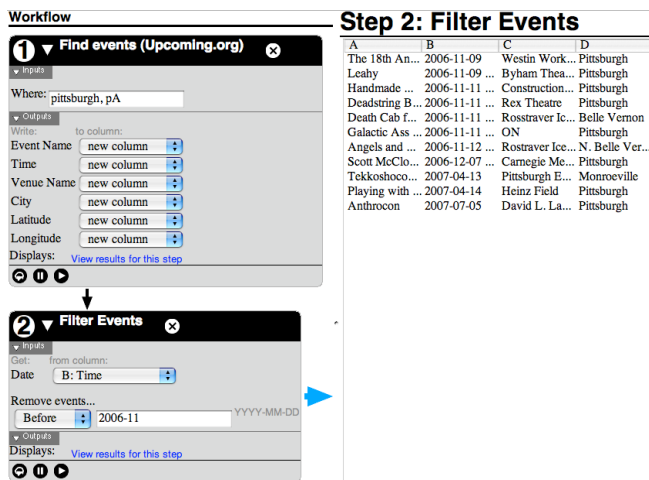 Workflow
1 Find events (Upcoming.org)
Inputs
Where: pittsburgh, pA
Outputs
Write: to column:
Event Name new column
Time new column
Venue Name new column
City new column
Latitude new column
Longitude new column
Displays: View results for this step
2 Filter Events
Inputs
Get: from column:
Date B: Time
Remove events...
Before 2006-11 YYYY-MM-DD
Outputs
Displays: View results for this step
Step 2: Filter Events
A B C D
The 18th An... 2006-11-09 Westin Work... Pittsburgh
Leahy 2006-11-09 ... Byham Thea... Pittsburgh
Handmade ... 2006-11-11 ... Construction... Pittsburgh
Deadstring B... 2006-11-11 ... Rex Theatre Pittsburgh
Death Cab f... 2006-11-11 ... Rosstraver Ic... Belle Vernon
Galactic Ass ... 2006-11-11 ... ON Pittsburgh
Angels and ... 2006-11-12 ... Rostraver Ice... N. Belle Ver...
Scott McClo... 2006-12-07 ... Carnegie Me... Pittsburgh
Tekkoshoco... 2007-04-13 Pittsburgh E... Monroeville
Playing with ... 2007-04-14 Heinz Field Pittsburgh
Anthrocon 2007-07-05 David L. La... Pittsburgh